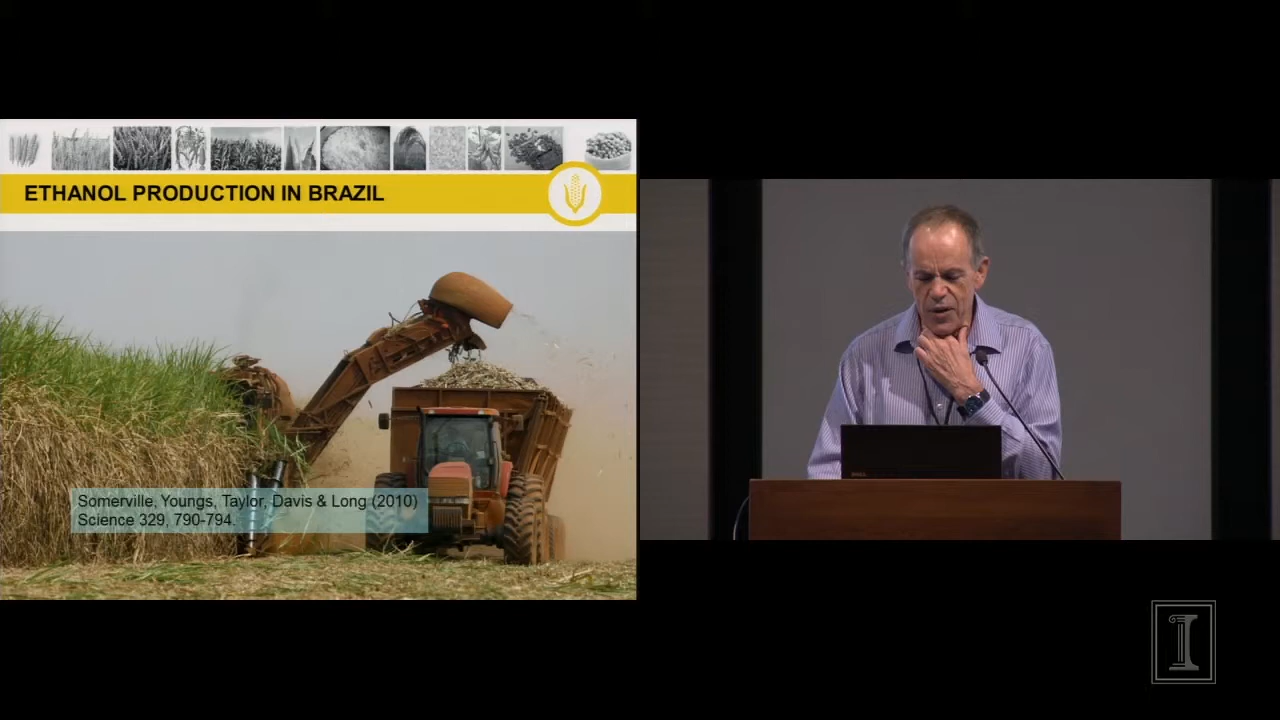 ETHANOL PRODUCTION IN BRAZIL
Somerville, Youngs, Taylor, Davis & Long (2010)
Science 329, 790-794.